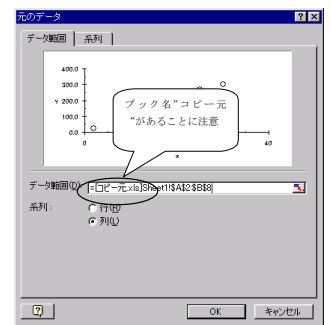 元のデータ
データ範囲
系列
400.0
300.0
y 200.0
100.0
0.0
0
40
x
ブック名”コピー元
“があることに注意
データ範囲(D):
=[コピー元.xls]Sheet1!$A$2:$B$8
系列:
行(R)
列(L)
OK
キャンセル